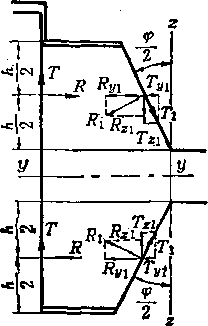 φ/2
z
h/2
T
R
R_y1
T_y1
R_1
R_z1
T_1
T_z1
h/2
y
y
h/2
T
R
R_1
R_z1
T_z1
T_1
R_y1
T_y1
h/2
φ/2
z